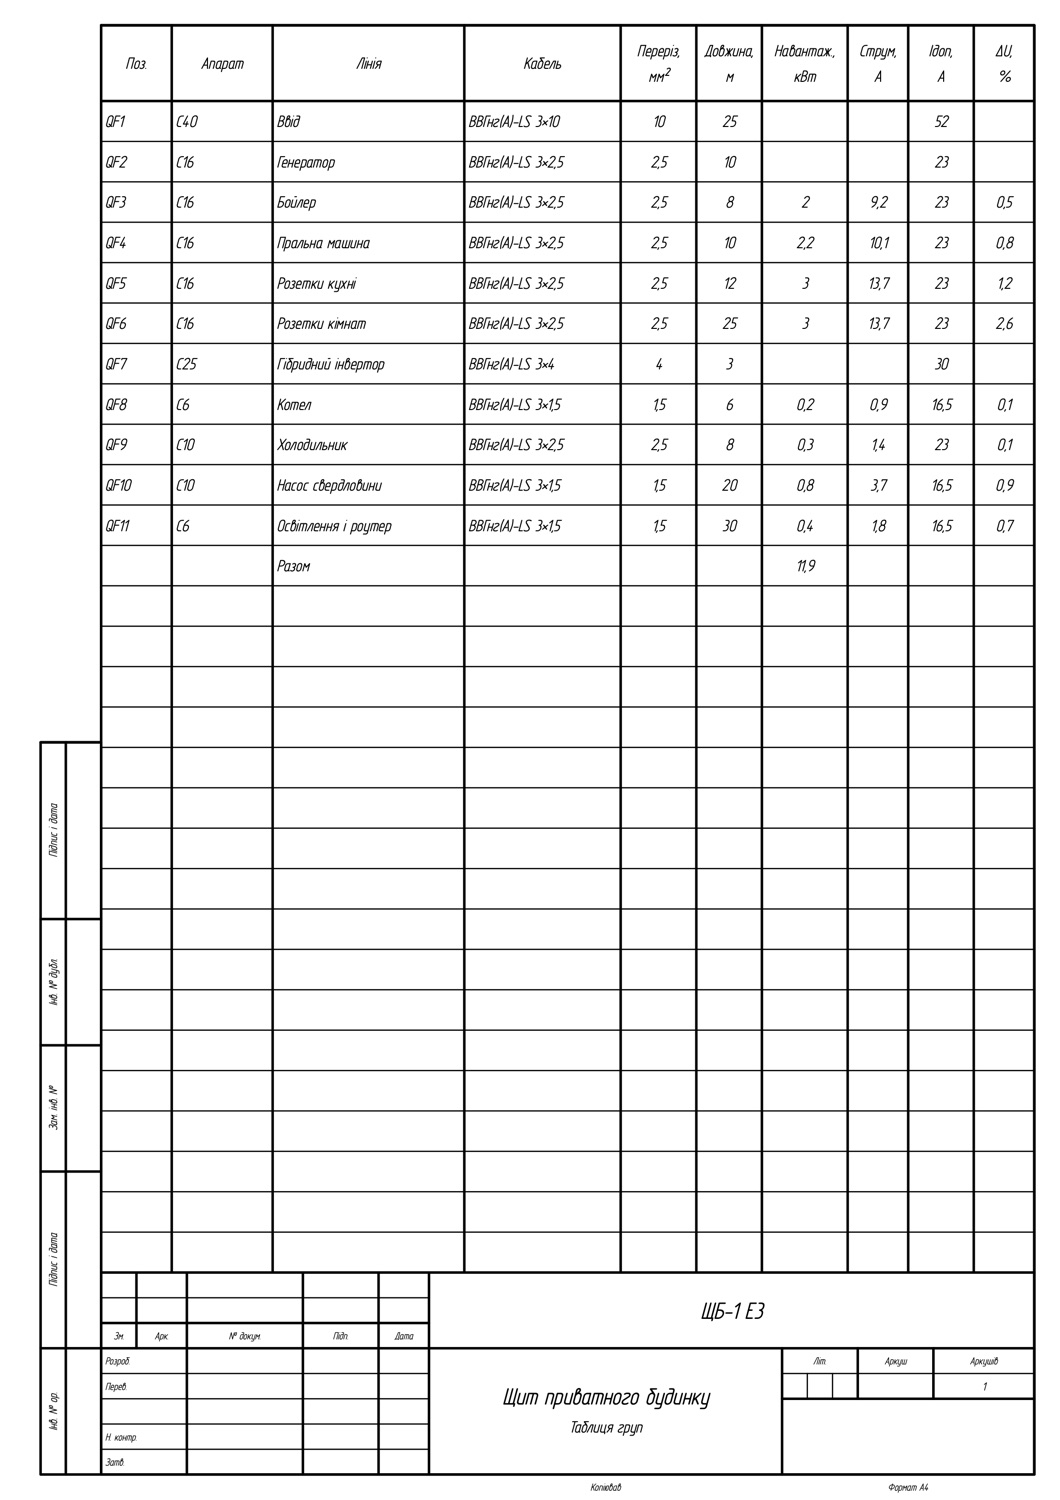 Поз. Апарат Лінія Кабель Переріз, мм² Довжина, м Навантаж., кВт Струм, А Ідоп, А ΔU, %
QF1 C40 Ввід ВВГнг(А)-LS 3×10 10 25 52
QF2 C16 Генератор ВВГнг(А)-LS 3×2,5 2,5 10 23
QF3 C16 Бойлер ВВГнг(А)-LS 3×2,5 2,5 8 2 9,2 23 0,5
QF4 C16 Пральна машина ВВГнг(А)-LS 3×2,5 2,5 10 2,2 10,1 23 0,8
QF5 C16 Розетки кухні ВВГнг(А)-LS 3×2,5 2,5 12 3 13,7 23 1,2
QF6 C16 Розетки кімнат ВВГнг(А)-LS 3×2,5 2,5 25 3 13,7 23 2,6
QF7 C25 Гібридний інвертор ВВГнг(А)-LS 3×4 4 3 30
QF8 C6 Котел ВВГнг(А)-LS 3×1,5 1,5 6 0,2 0,9 16,5 0,1
QF9 C10 Холодильник ВВГнг(А)-LS 3×2,5 2,5 8 0,3 1,4 23 0,1
QF10 C10 Насос свердловини ВВГнг(А)-LS 3×1,5 1,5 20 0,8 3,7 16,5 0,9
QF11 C6 Освітлення і роутер ВВГнг(А)-LS 3×1,5 1,5 30 0,4 1,8 16,5 0,7
Разом 11,9
Підпис і дата
Інв. № дубл.
Зам. інв. №
Підпис і дата
Інв. № ор.
ЩБ-1 Е3
Зм. Арк. № докум. Підп. Дата
Розроб.
Перев.
Н. контр.
Затв.
Щит приватного будинку
Таблиця груп
Літ. Аркуш Аркушів
1
Копіював Формат А4